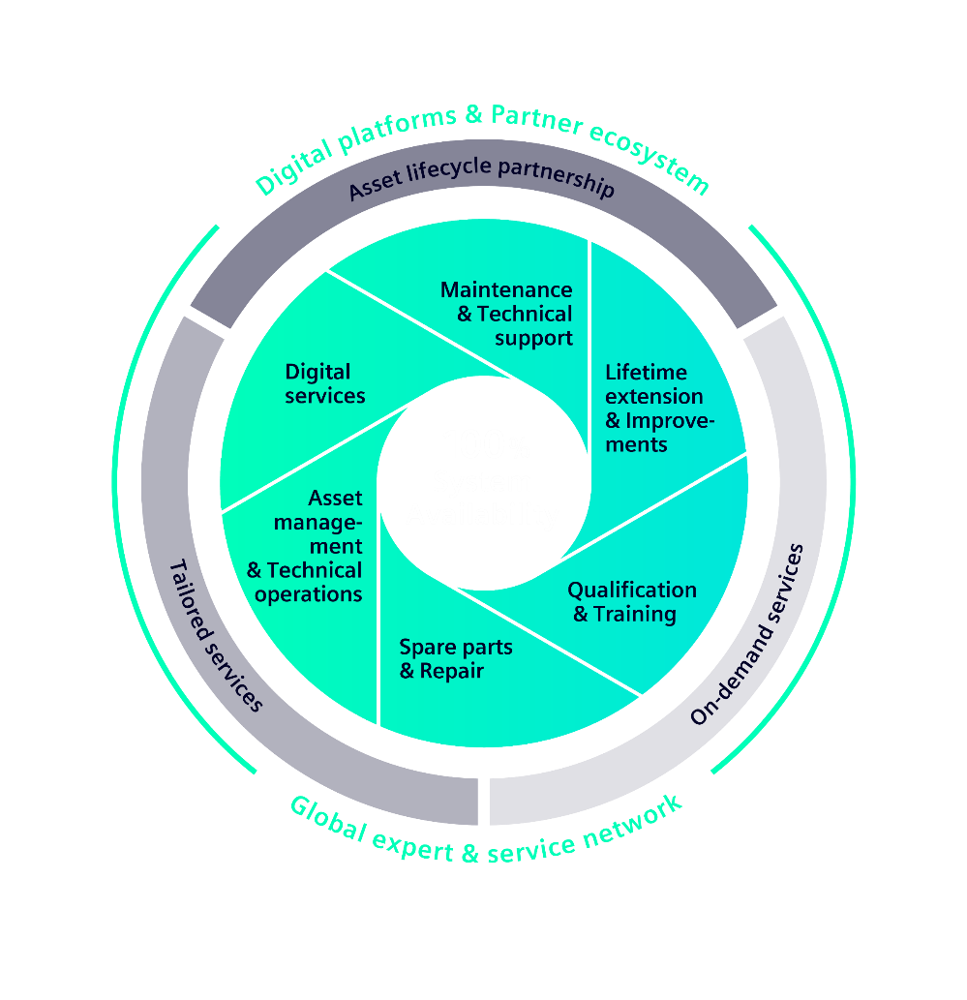 Digital platforms & Partner ecosystem
Asset lifecycle partnership
Maintenance
& Technical
support
Lifetime
extension
& Improve-
ments
Digital
services
Asset
manage-
ment
& Technical
operations
Qualification
& Training
Spare parts
& Repair
Tailored services
On-demand services
Global expert & service network